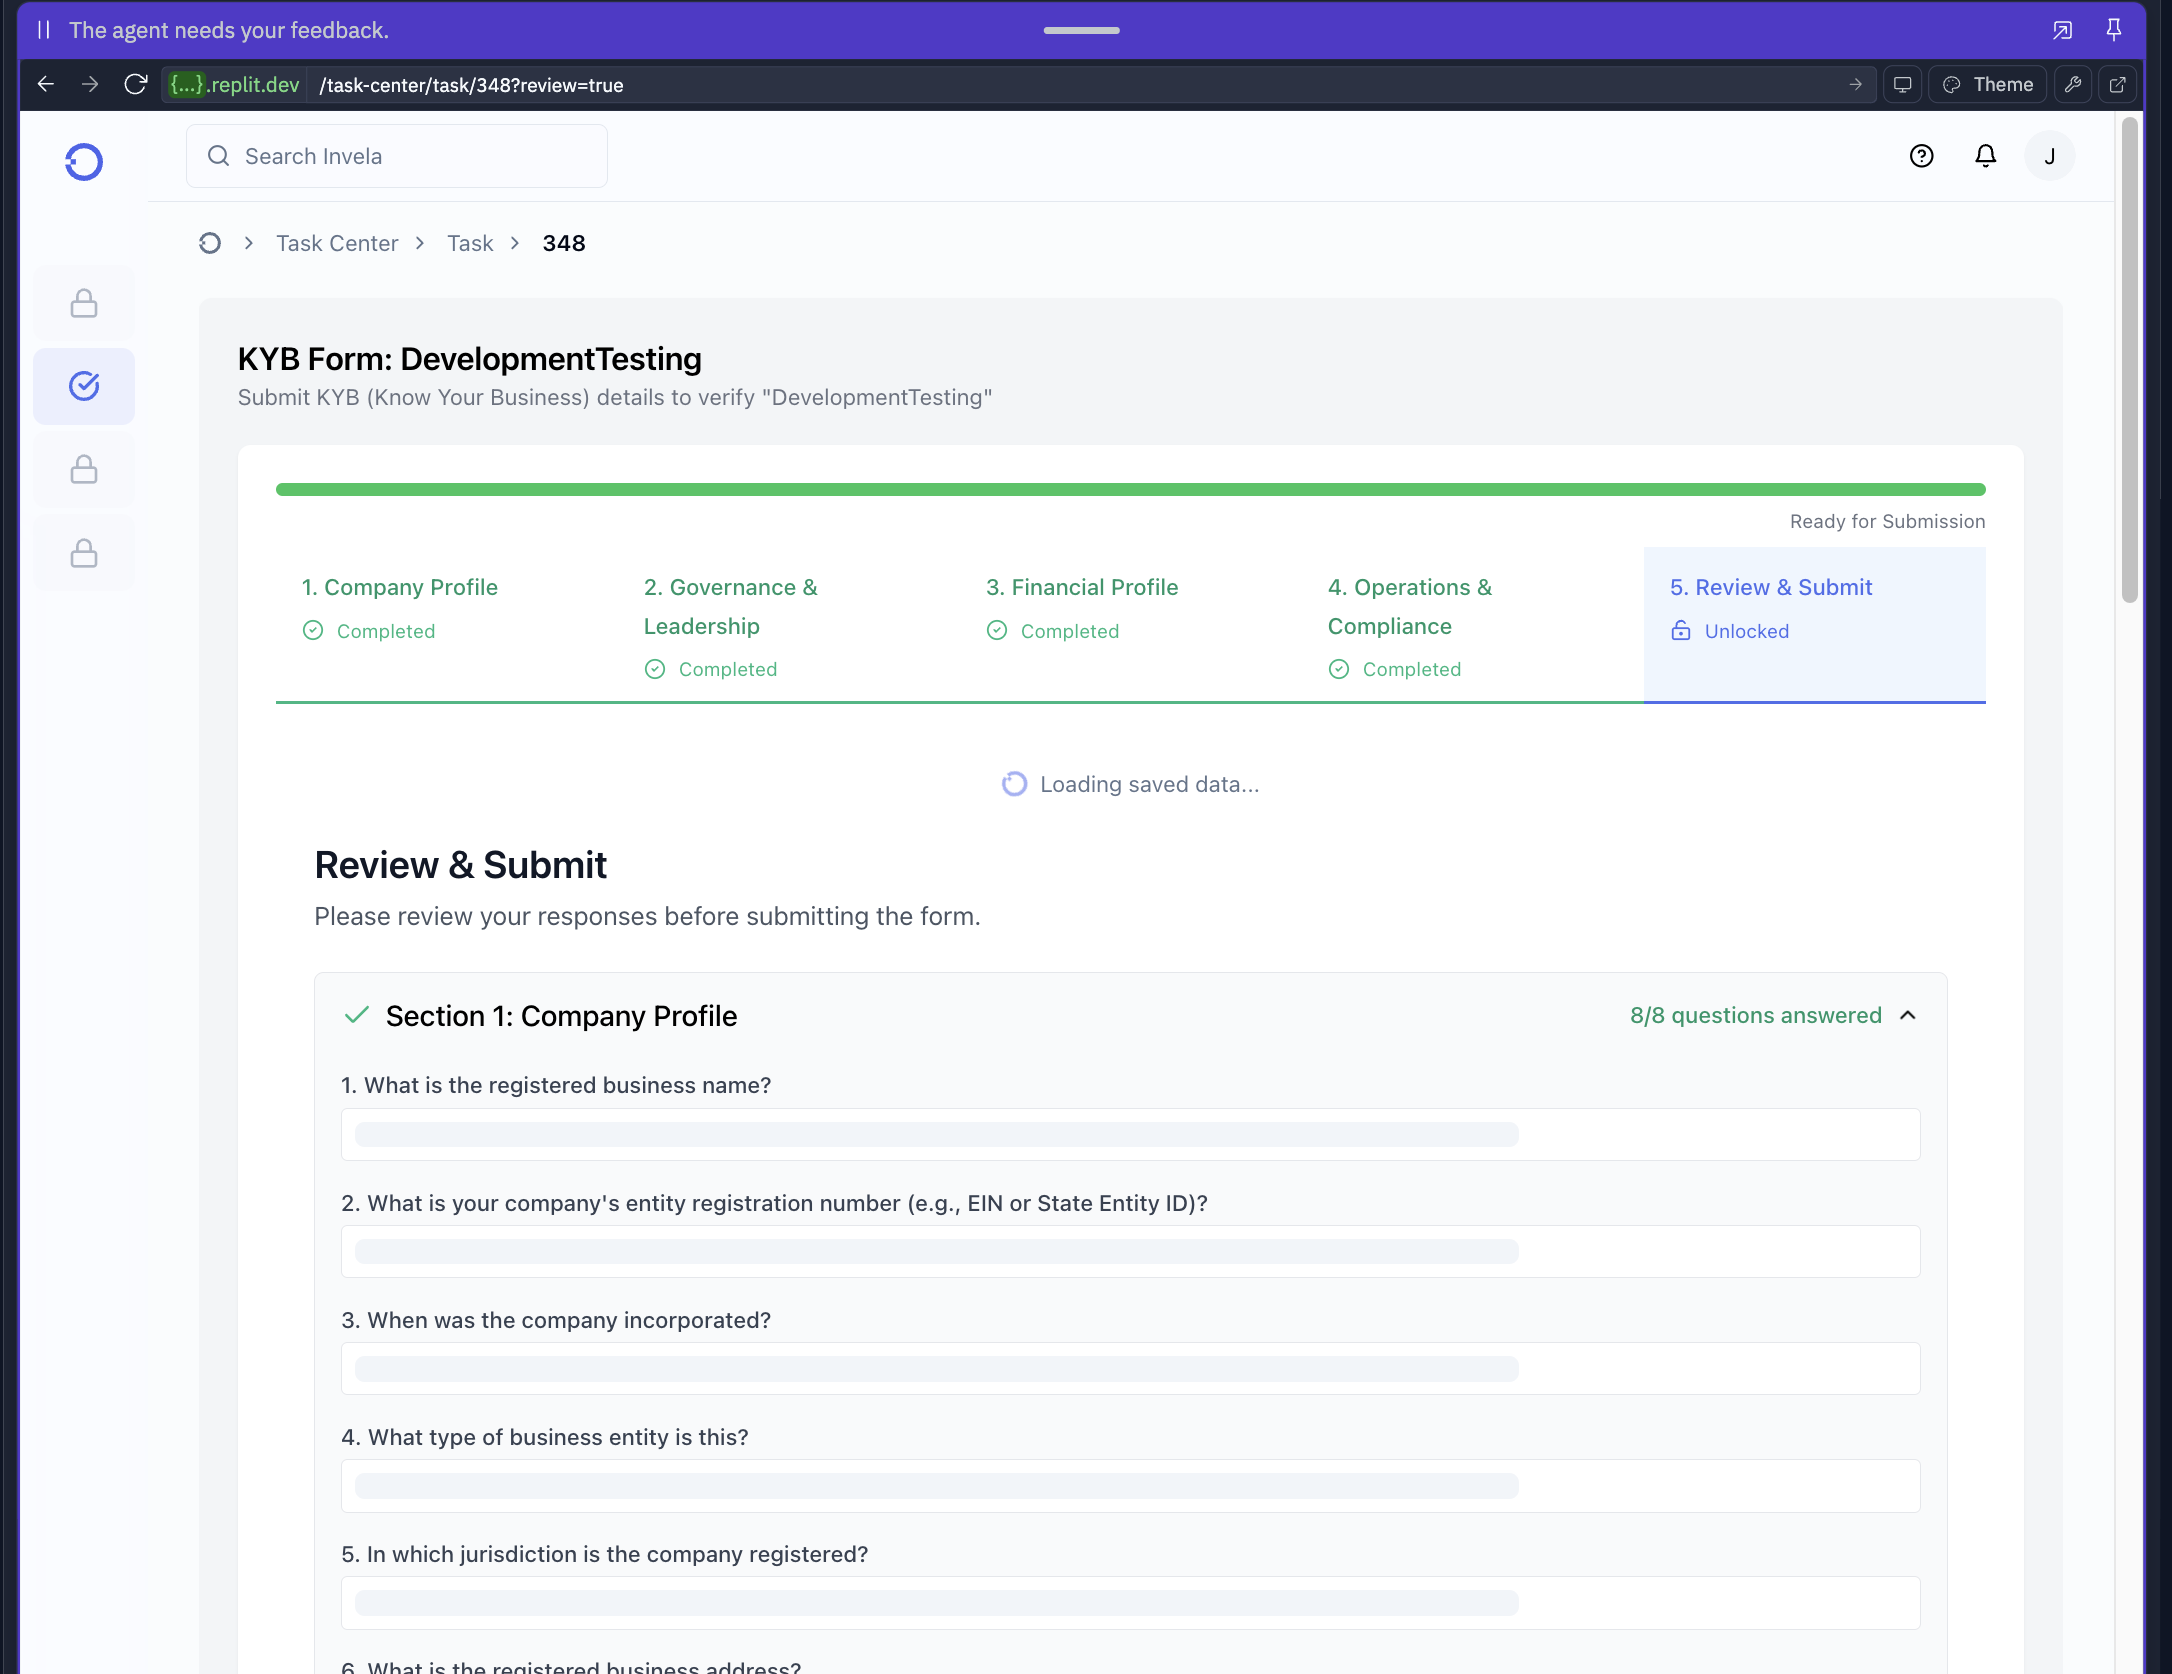 The agent needs your feedback.
{...}.replit.dev /task-center/task/348?review=true
Theme
Search Invela
J
Task Center
Task
348
KYB Form: DevelopmentTesting
Submit KYB (Know Your Business) details to verify "DevelopmentTesting"
Ready for Submission
1. Company Profile
Completed
2. Governance &
Leadership
Completed
3. Financial Profile
Completed
4. Operations &
Compliance
Completed
5. Review & Submit
Unlocked
Loading saved data...
Review & Submit
Please review your responses before submitting the form.
Section 1: Company Profile
8/8 questions answered
1. What is the registered business name?
2. What is your company's entity registration number (e.g., EIN or State Entity ID)?
3. When was the company incorporated?
4. What type of business entity is this?
5. In which jurisdiction is the company registered?
6. What is the registered business address?